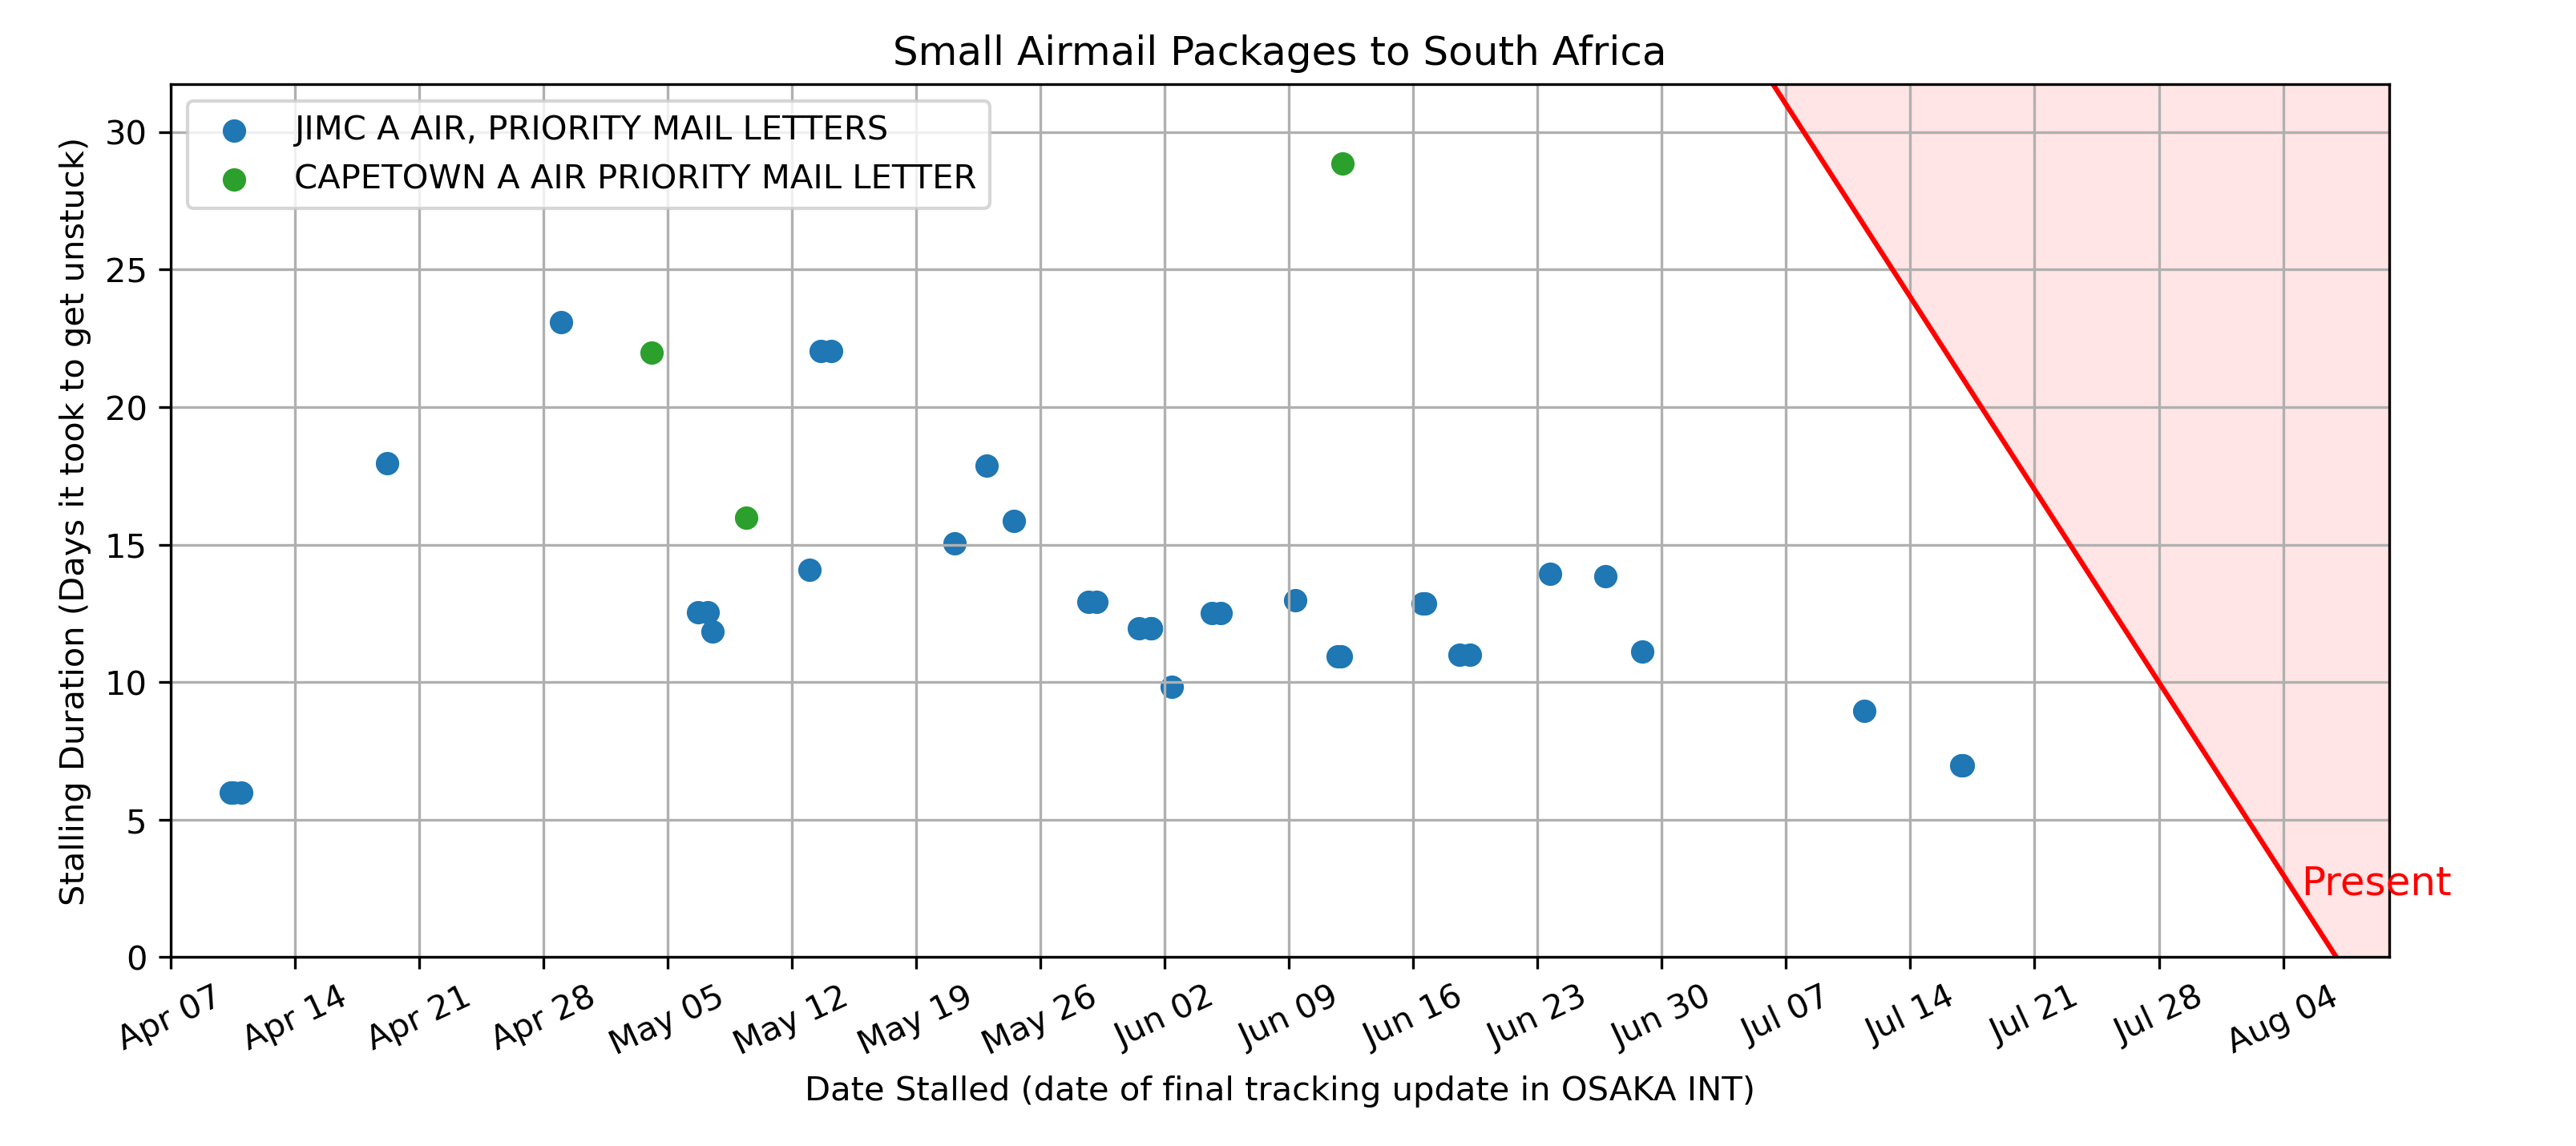 Small Airmail Packages to South Africa
JIMC A AIR, PRIORITY MAIL LETTERS
CAPETOWN A AIR PRIORITY MAIL LETTER
Stalling Duration (Days it took to get unstuck)
30
25
20
15
10
5
0
Present
Apr 07
Apr 14
Apr 21
Apr 28
May 05
May 12
May 19
May 26
Jun 02
Jun 09
Jun 16
Jun 23
Jun 30
Jul 07
Jul 14
Jul 21
Jul 28
Aug 04
Date Stalled (date of final tracking update in OSAKA INT)